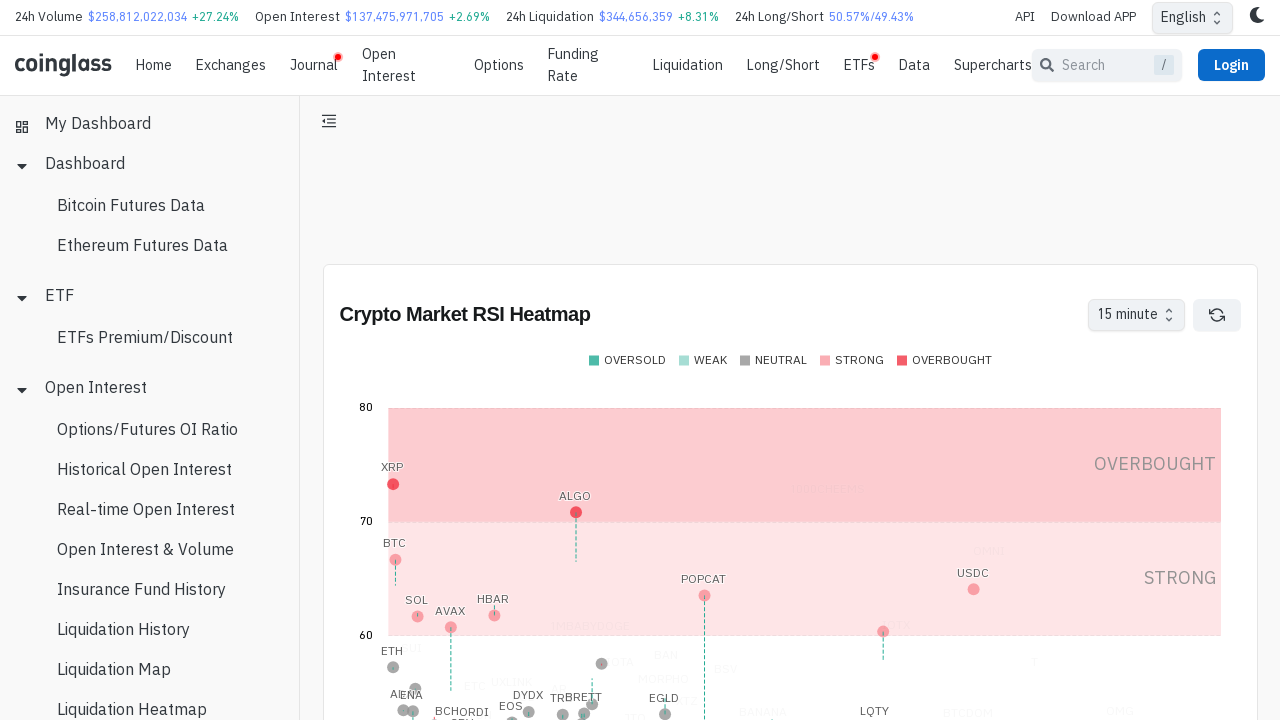 24h Volume $258,812,022,034 +27.24% Open Interest $137,475,971,705 +2.69% 24h Liquidation $344,656,359 +8.31% 24h Long/Short 50.57%/49.43% API Download APP English
coinglass Home Exchanges Journal Open Interest Options Funding Rate Liquidation Long/Short ETFs Data Supercharts Search / Login
My Dashboard
Dashboard
Bitcoin Futures Data
Ethereum Futures Data
ETF
ETFs Premium/Discount
Open Interest
Options/Futures OI Ratio
Historical Open Interest
Real-time Open Interest
Open Interest & Volume
Insurance Fund History
Liquidation History
Liquidation Map
Liquidation Heatmap
Crypto Market RSI Heatmap 15 minute
OVERSOLD WEAK NEUTRAL STRONG OVERBOUGHT
80
OVERBOUGHT
XRP
ALGO
70
BTC
USDC
STRONG
POPCAT
SOL
HBAR
AVAX
60
ETH
ENA
DYDX
BRETT
EGLD
EOS
LQTY